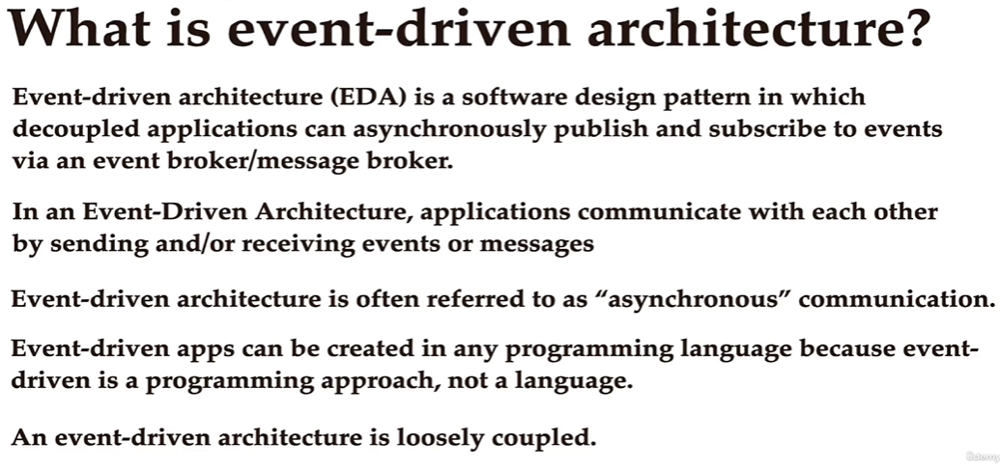 What is event-driven architecture?
Event-driven architecture (EDA) is a software design pattern in which
decoupled applications can asynchronously publish and subscribe to events
via an event broker/message broker.
In an Event-Driven Architecture, applications communicate with each other
by sending and/or receiving events or messages
Event-driven architecture is often referred to as “asynchronous” communication.
Event-driven apps can be created in any programming language because event-
driven is a programming approach, not a language.
An event-driven architecture is loosely coupled.
Udemy